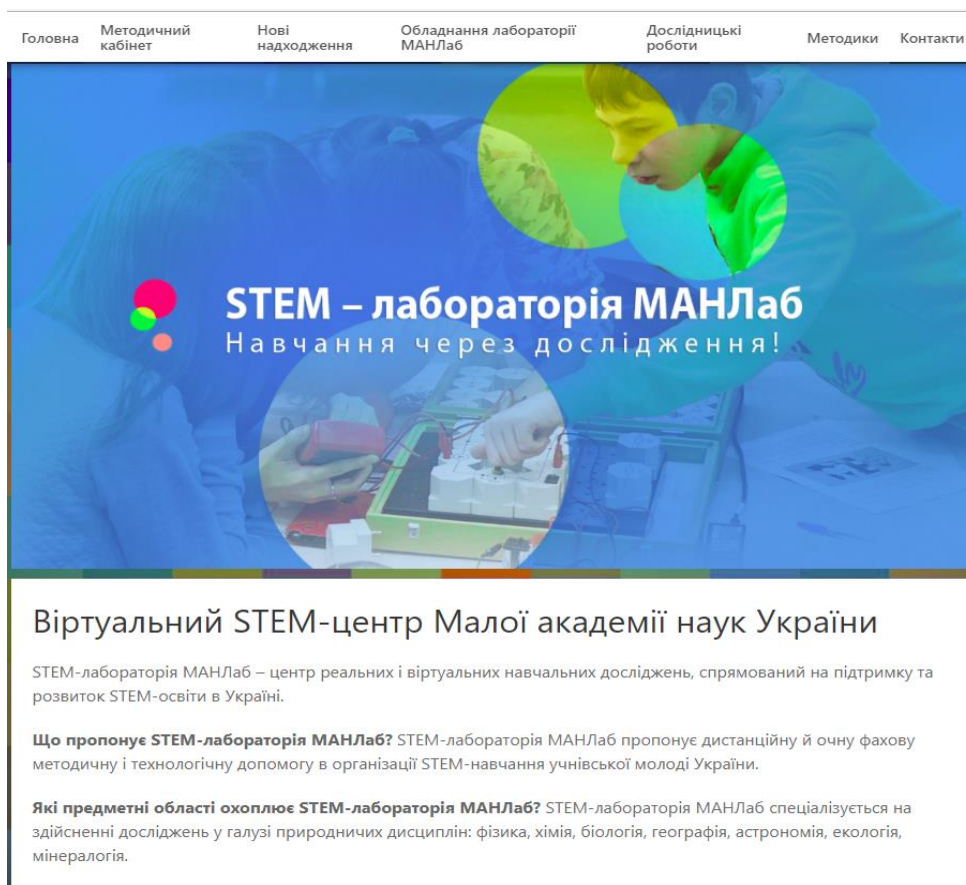 Головна
Методичний кабінет
Нові надходження
Обладнання лабораторії МАНЛаб
Дослідницькі роботи
Методики
Контакти
STEM – лабораторія МАНЛаб
Навчання через дослідження!
Віртуальний STEM-центр Малої академії наук України
STEM-лабораторія МАНЛаб – центр реальних і віртуальних навчальних досліджень, спрямований на підтримку та
розвиток STEM-освіти в Україні.
Що пропонує STEM-лабораторія МАНЛаб? STEM-лабораторія МАНЛаб пропонує дистанційну й очну фахову
методичну і технологічну допомогу в організації STEM-навчання учнівської молоді України.
Які предметні області охоплює STEM-лабораторія МАНЛаб? STEM-лабораторія МАНЛаб спеціалізується на
здійсненні досліджень у галузі природничих дисциплін: фізика, хімія, біологія, географія, астрономія, екологія,
мінералогія.